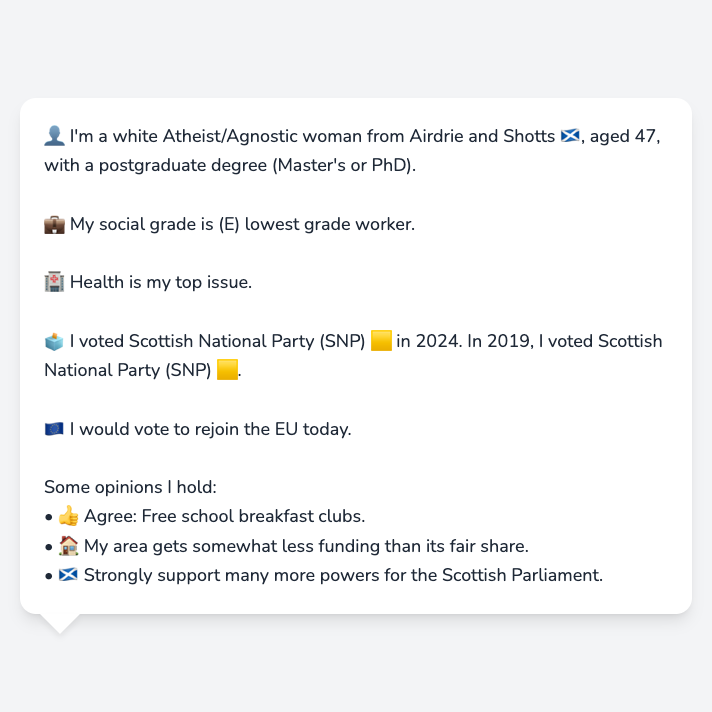 👤 I'm a white Atheist/Agnostic woman from Airdrie and Shotts 🏴󠁧󠁢󠁳󠁣󠁴󠁿, aged 47,
with a postgraduate degree (Master's or PhD).
💼 My social grade is (E) lowest grade worker.
🏥 Health is my top issue.
🗳️ I voted Scottish National Party (SNP) 🟨 in 2024. In 2019, I voted Scottish
National Party (SNP) 🟨.
🇪🇺 I would vote to rejoin the EU today.
Some opinions I hold:
• 👍 Agree: Free school breakfast clubs.
• 🏠 My area gets somewhat less funding than its fair share.
• 🏴󠁧󠁢󠁳󠁣󠁴󠁿 Strongly support many more powers for the Scottish Parliament.